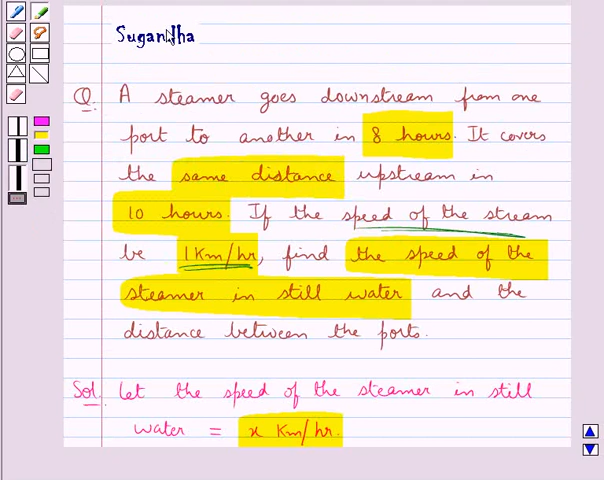 Sugandha
Q. A steamer goes downstream from one
port to another in 8 hours. It covers
the same distance upstream in
10 hours. If the speed of the stream
be 1 Km/hr, find the speed of the
steamer in still water and the
distance between the ports.
Sol. Let the speed of the steamer in still
water = x Km/hr.